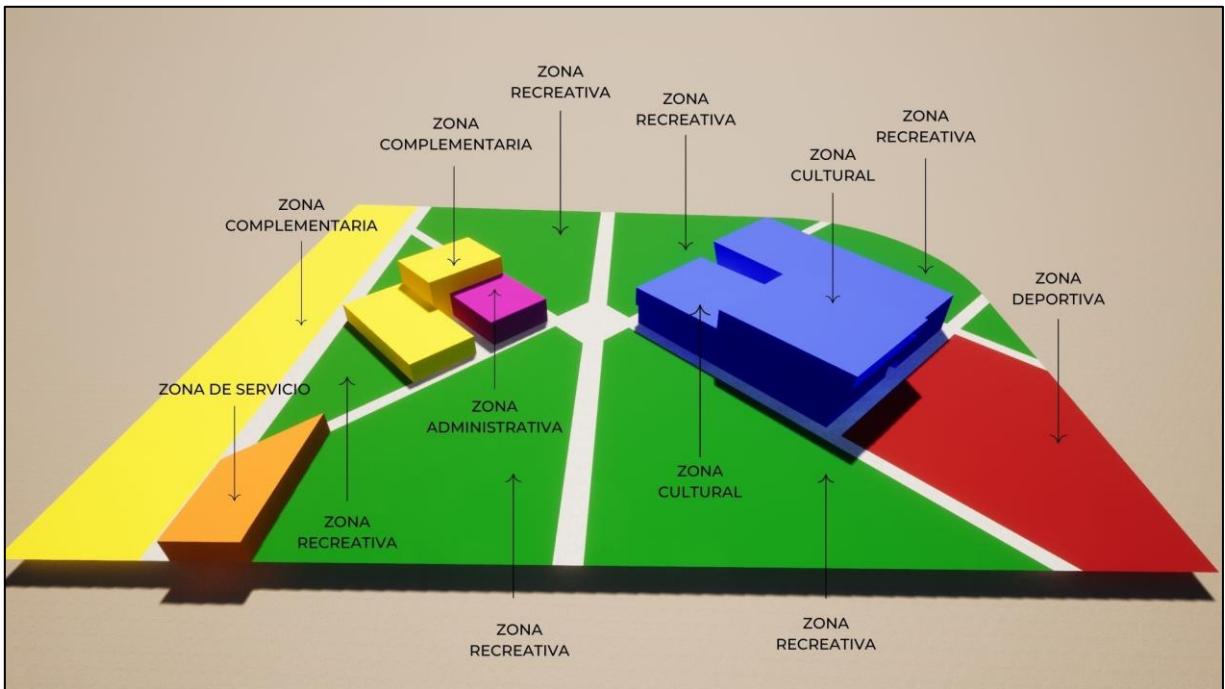 ZONA
RECREATIVA
ZONA
RECREATIVA
ZONA
RECREATIVA
ZONA
COMPLEMENTARIA
ZONA
CULTURAL
ZONA
COMPLEMENTARIA
ZONA
DEPORTIVA
ZONA DE SERVICIO
ZONA
ADMINISTRATIVA
ZONA
CULTURAL
ZONA
RECREATIVA
ZONA
RECREATIVA
ZONA
RECREATIVA